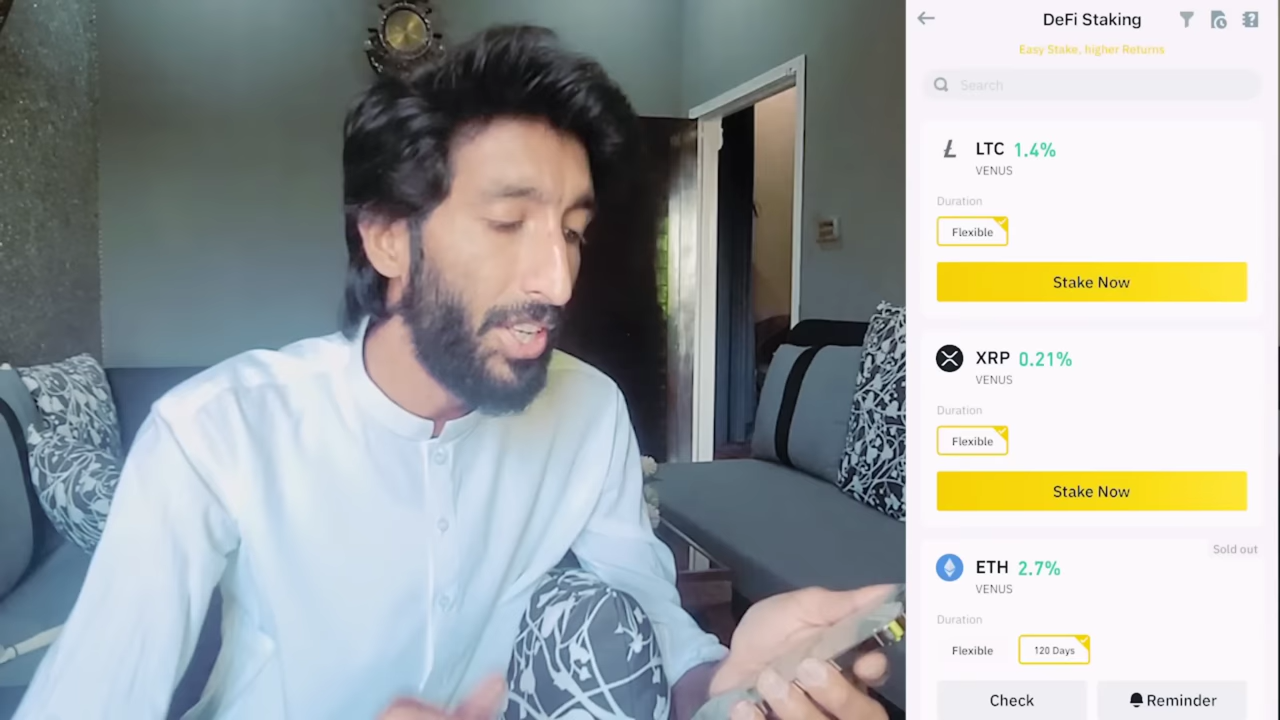 DeFi Staking
Easy Stake, higher Returns
Search
LTC 1.4%
VENUS
Duration
Flexible
Stake Now
XRP 0.21%
VENUS
Duration
Flexible
Stake Now
Sold out
ETH 2.7%
VENUS
Duration
Flexible 120 Days
Check Reminder